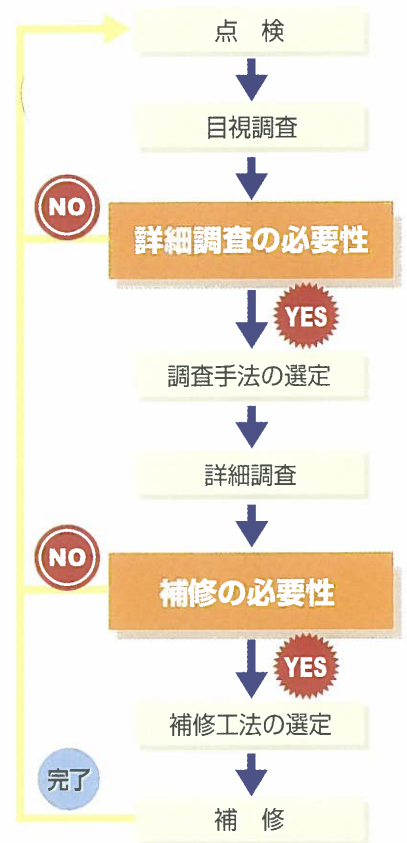 点 検
目視調査
NO
詳細調査の必要性
YES
調査手法の選定
詳細調査
NO
補修の必要性
YES
補修工法の選定
完了
補 修